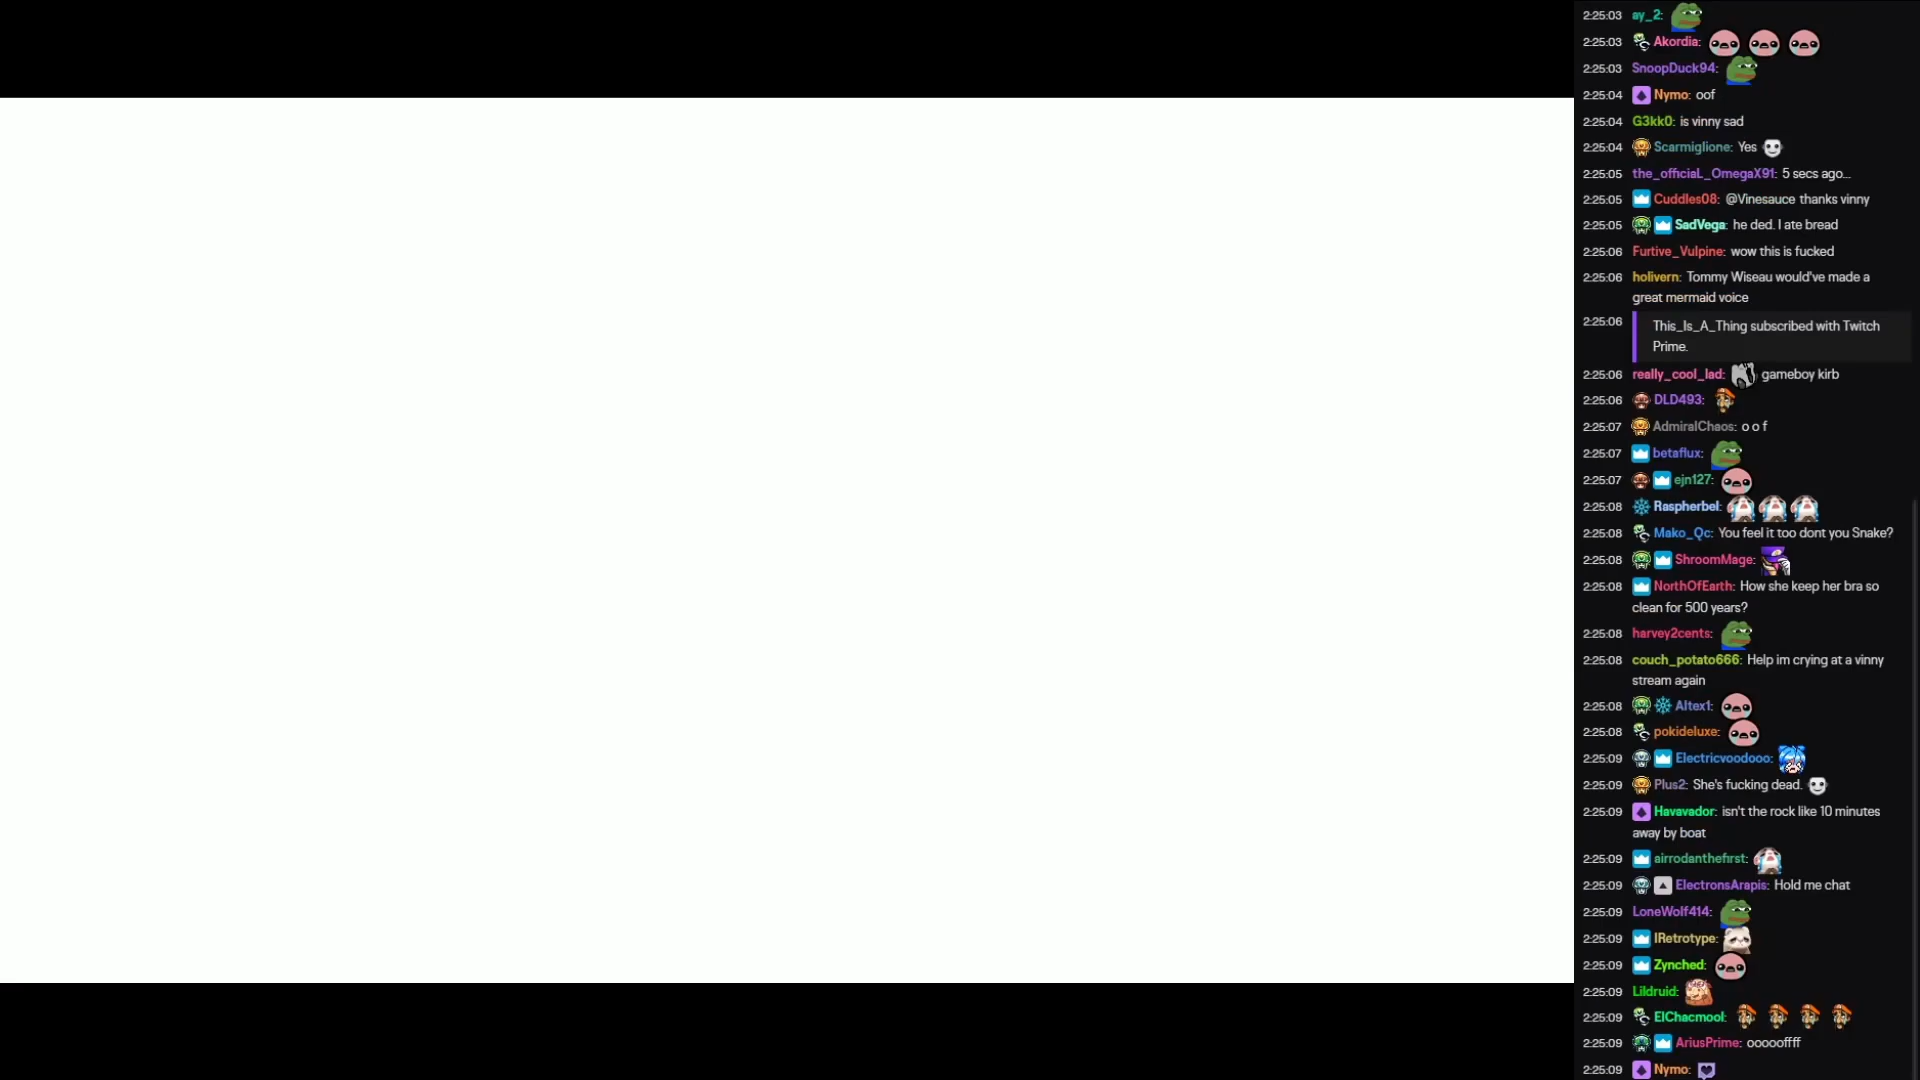 2:25:03 ay_2:
2:25:03 Akordia:
2:25:03 SnoopDuck94:
2:25:04 Nymo: oof
2:25:04 G3kk0: is vinny sad
2:25:04 Scarmiglione: Yes
2:25:05 the_officiaL_OmegaX91: 5 secs ago...
2:25:05 Cuddles08: @Vinesauce thanks vinny
2:25:05 SadVega: he ded. I ate bread
2:25:06 Furtive_Vulpine: wow this is fucked
2:25:06 holivern: Tommy Wiseau would've made a
great mermaid voice
2:25:06 This_Is_A_Thing subscribed with Twitch
Prime.
2:25:06 really_cool_lad: gameboy kirb
2:25:06 DLD493:
2:25:07 AdmiralChaos: o o f
2:25:07 betaflux:
2:25:07 ejn127:
2:25:08 Raspherbel:
2:25:08 Mako_Qc: You feel it too dont you Snake?
2:25:08 ShroomMage:
2:25:08 NorthOfEarth: How she keep her bra so
clean for 500 years?
2:25:08 harvey2cents:
2:25:08 couch_potato666: Help im crying at a vinny
stream again
2:25:08 Altex1:
2:25:08 pokideluxe:
2:25:09 Electricvoodooo:
2:25:09 Plus2: She's fucking dead.
2:25:09 Havavador: isn't the rock like 10 minutes
away by boat
2:25:09 airrodanthefirst:
2:25:09 ElectronsArapis: Hold me chat
2:25:09 LoneWolf414:
2:25:09 IRetrotype:
2:25:09 Zynched:
2:25:09 Lildruid:
2:25:09 ElChacmool:
2:25:09 AriusPrime: oooooffff
2:25:09 Nymo: